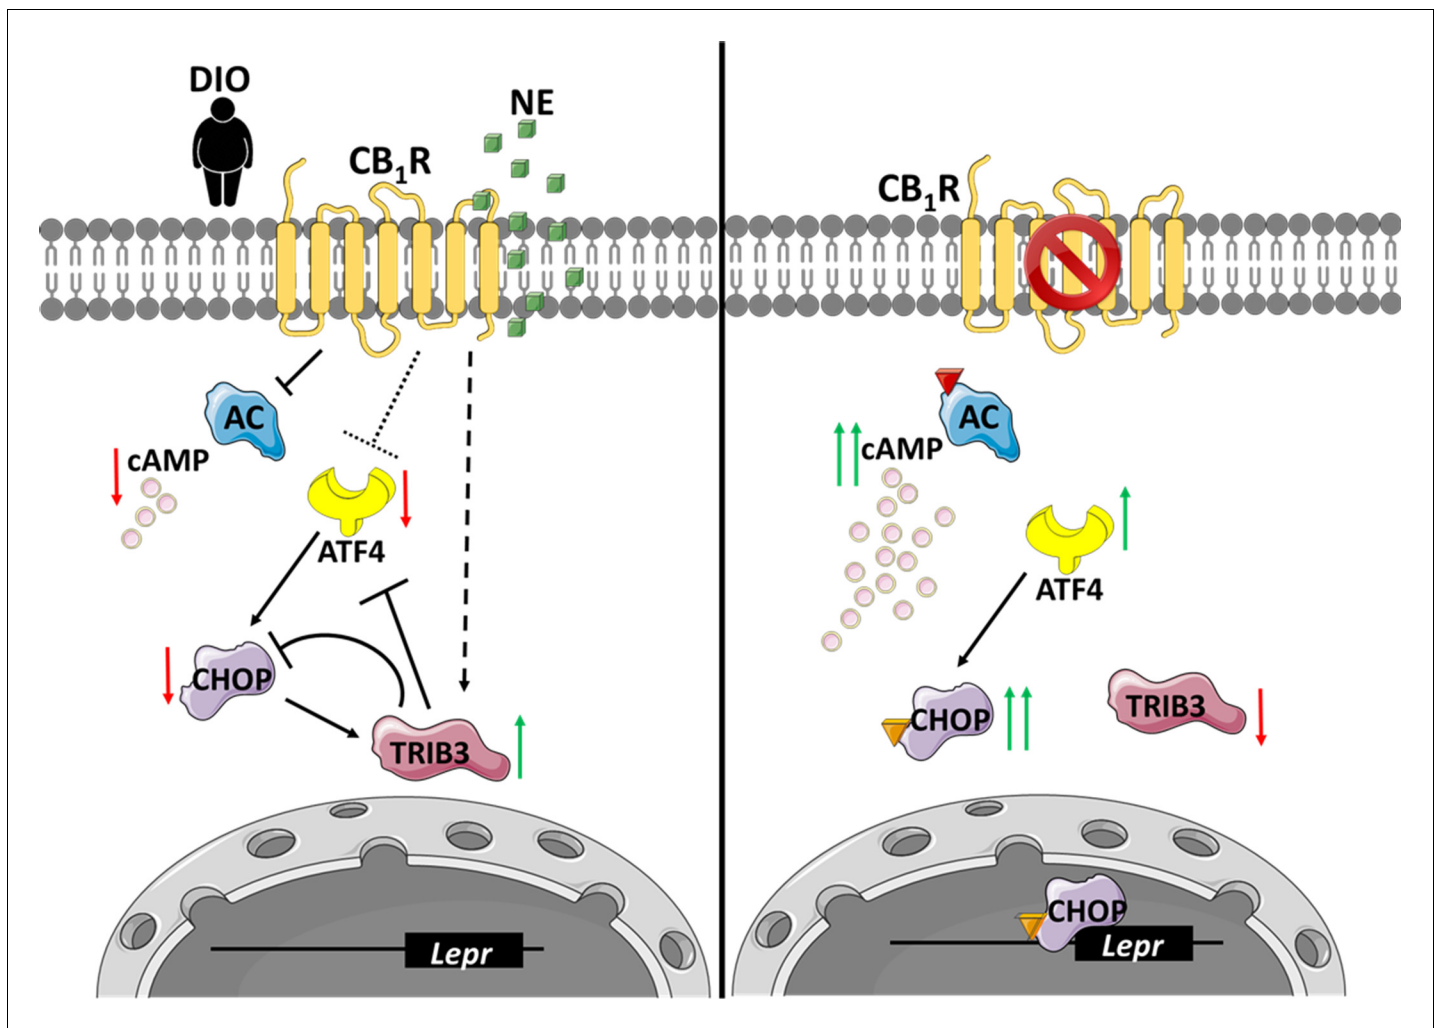 DIO
NE
CB1R
AC
cAMP
ATF4
CHOP
TRIB3
Lepr
CB1R
AC
cAMP
ATF4
CHOP
TRIB3
CHOP
Lepr